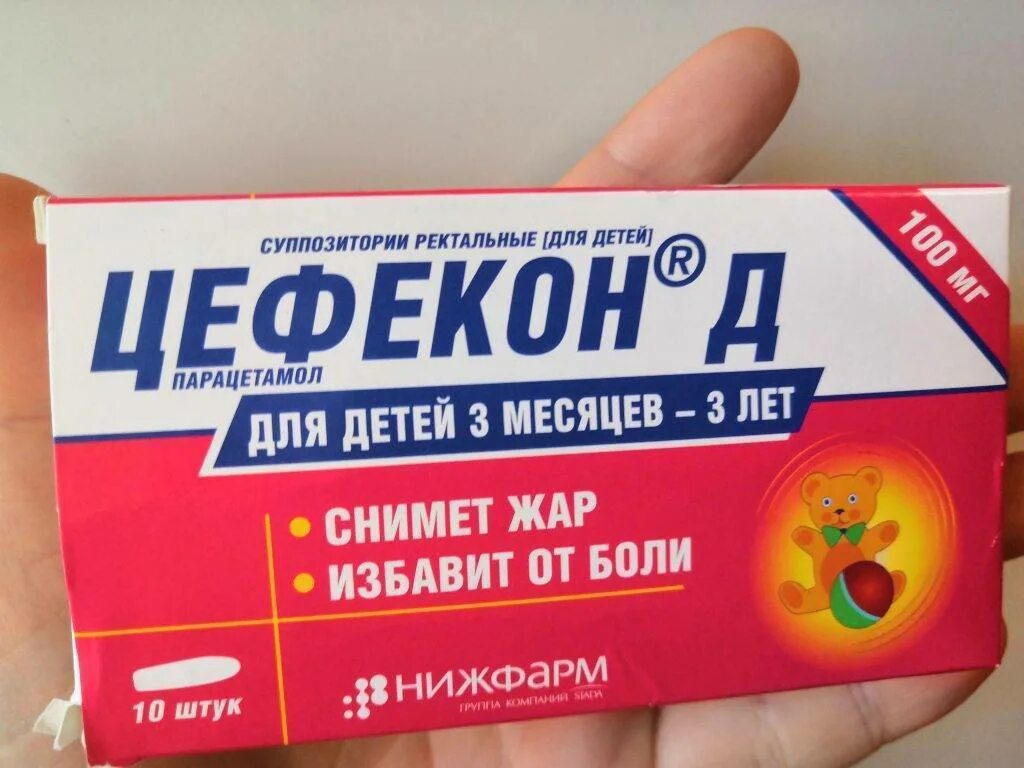 СУППОЗИТОРИИ РЕКТАЛЬНЫЕ [ДЛЯ ДЕТЕЙ]
ЦЕФЕКОН® Д
100 МГ
ПАРАЦЕТАМОЛ
ДЛЯ ДЕТЕЙ 3 МЕСЯЦЕВ – 3 ЛЕТ
• СНИМЕТ ЖАР
• ИЗБАВИТ ОТ БОЛИ
10 ШТУК
НИЖФАРМ
ГРУППА КОМПАНИЙ STADA